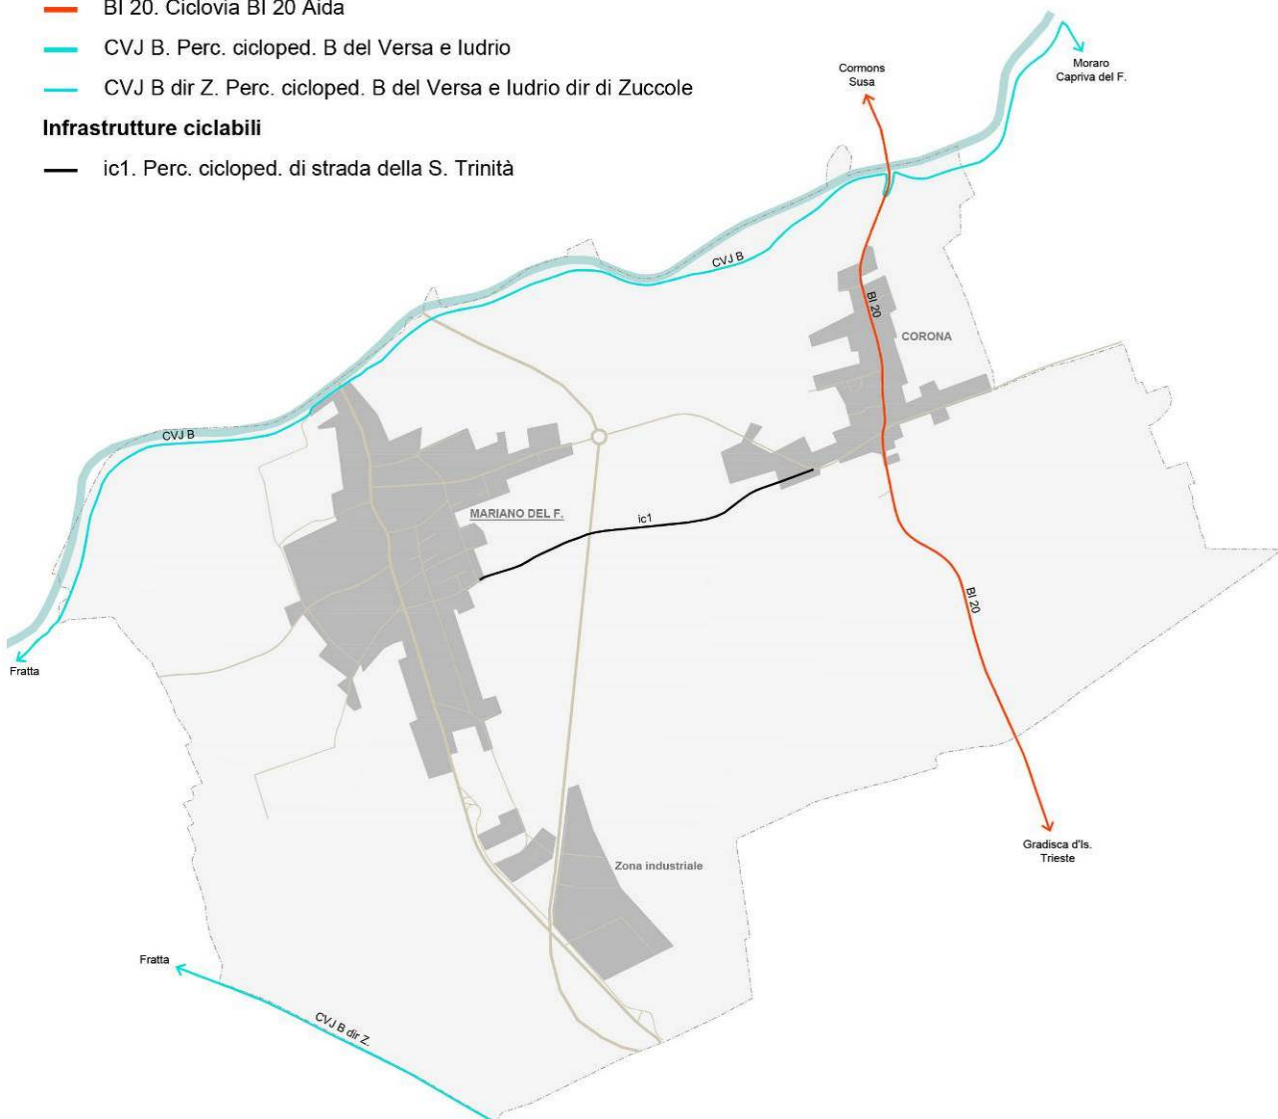 BI 20. Ciclovia BI 20 Aida
CVJ B. Perc. cicloped. B del Versa e Iudrio
CVJ B dir Z. Perc. cicloped. B del Versa e Iudrio dir di Zuccole
Infrastrutture ciclabili
ic1. Perc. cicloped. di strada della S. Trinità
Moraro
Capriva del F.
Cormons
Susa
CVJ B
BI 20
CORONA
CVJ B
MARIANO DEL F.
ic1
BI 20
Fratta
Gradisca d'Is.
Trieste
Zona industriale
Fratta
CVJ B dir Z.